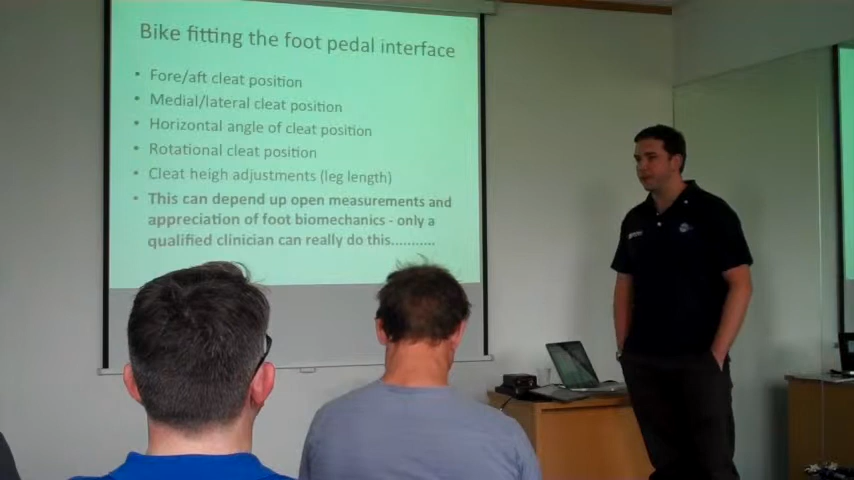 Bike fitting the foot pedal interface
• Fore/aft cleat position
• Medial/lateral cleat position
• Horizontal angle of cleat position
• Rotational cleat position
• Cleat heigh adjustments (leg length)
• This can depend up open measurements and
appreciation of foot biomechanics - only a
qualified clinician can really do this...........